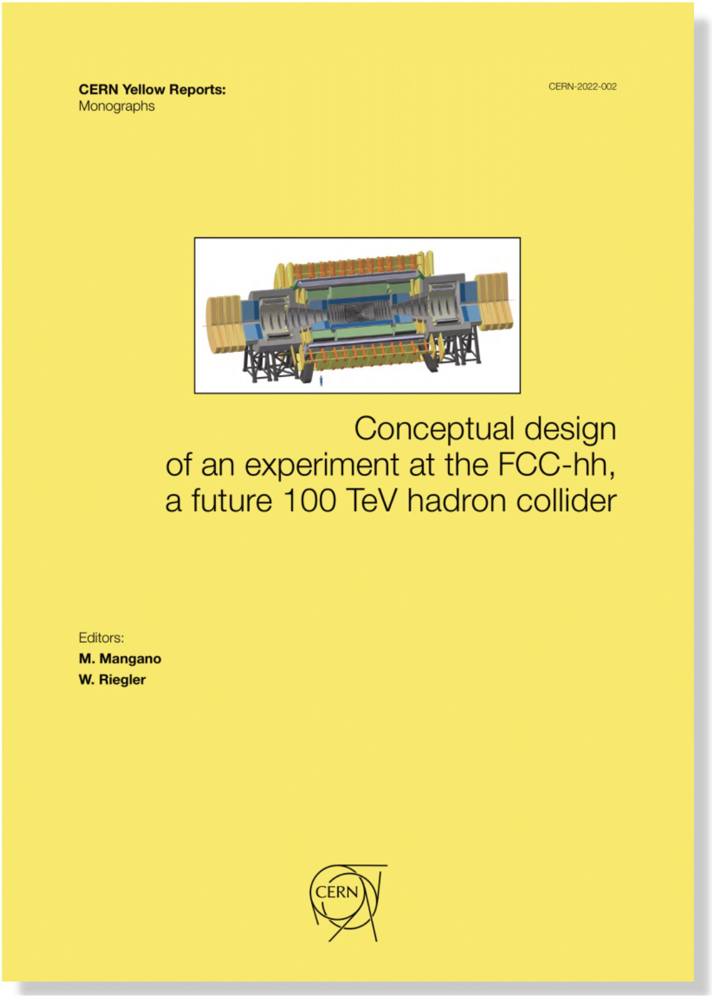 CERN Yellow Reports:
Monographs
CERN-2022-002
Conceptual design
of an experiment at the FCC-hh,
a future 100 TeV hadron collider
Editors:
M. Mangano
W. Riegler
CERN